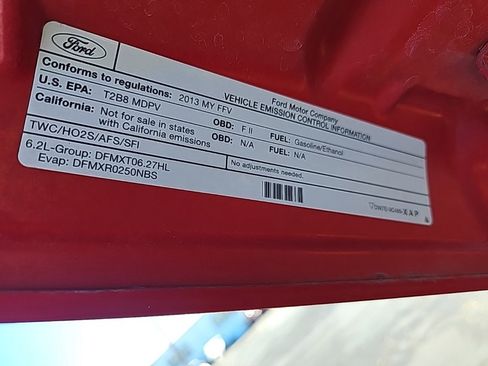 Ford
Ford Motor Company
VEHICLE EMISSION CONTROL INFORMATION
Conforms to regulations: 2013 MY FFV
U.S. EPA: T2B8 MDPV OBD: F II FUEL: Gasoline/Ethanol
California: Not for sale in states with California emissions OBD: N/A FUEL: N/A
TWC/HO2S/AFS/SFI
No adjustments needed.
6.2L-Group: DFMXT06.27HL
Evap: DFMXR0250NBS
XAP